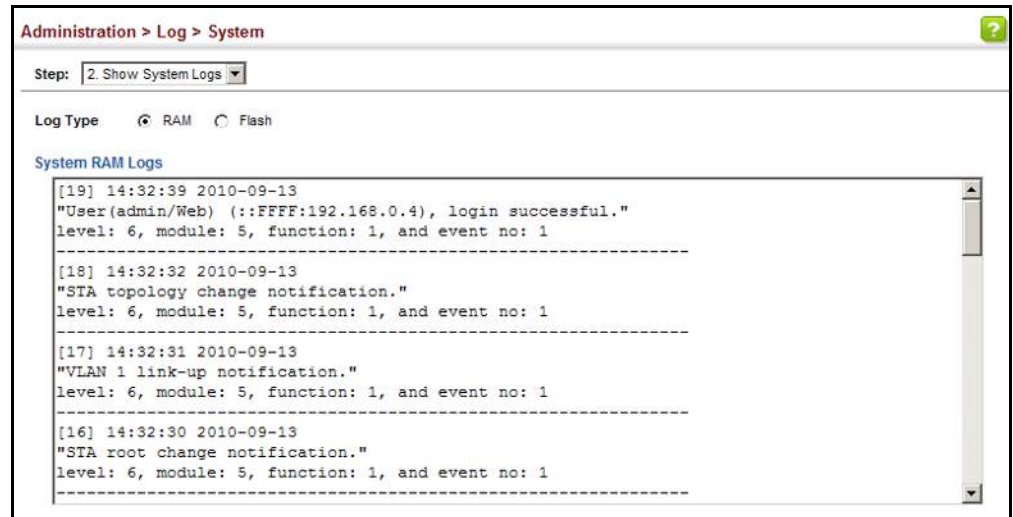 Administration > Log > System
?
Step: 2. Show System Logs
Log Type RAM Flash
System RAM Logs
[19] 14:32:39 2010-09-13
"User(admin/Web) (::FFFF:192.168.0.4), login successful."
level: 6, module: 5, function: 1, and event no: 1
----------------------------------------------------------------
[18] 14:32:32 2010-09-13
"STA topology change notification."
level: 6, module: 5, function: 1, and event no: 1
----------------------------------------------------------------
[17] 14:32:31 2010-09-13
"VLAN 1 link-up notification."
level: 6, module: 5, function: 1, and event no: 1
----------------------------------------------------------------
[16] 14:32:30 2010-09-13
"STA root change notification."
level: 6, module: 5, function: 1, and event no: 1
----------------------------------------------------------------